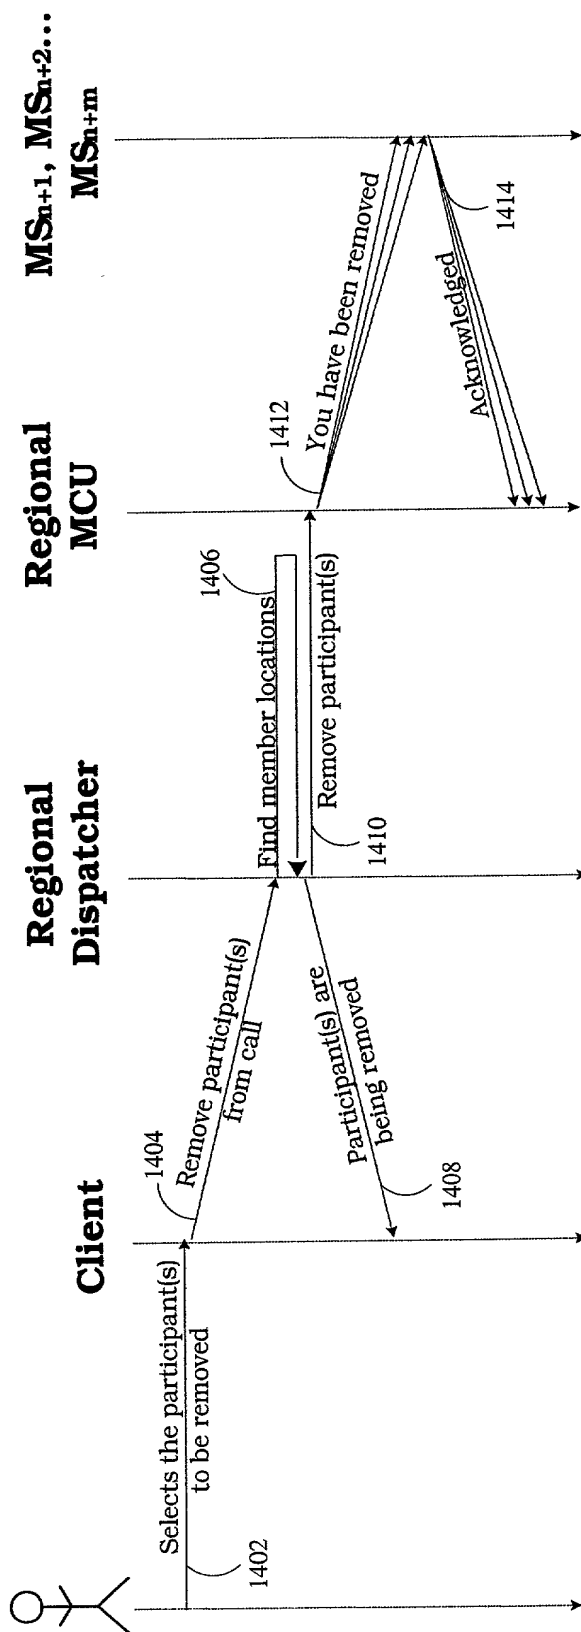 Client
Regional
Dispatcher
Regional
MCU
MSn+1, MSn+2...
MSn+m
Selects the participant(s)
to be removed
1402
1404
Remove participant(s)
from call
Find member locations
1406
Participant(s) are
being removed
1408
Remove participant(s)
1410
1412
You have been removed
Acknowledged
1414